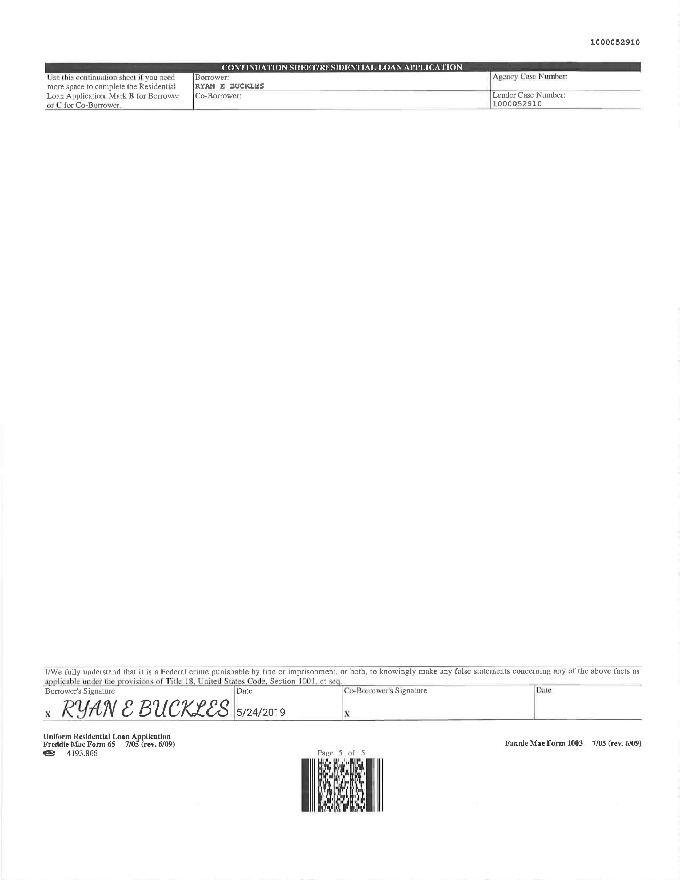 1000052910
CONTINUATION SHEET/RESIDENTIAL LOAN APPLICATION
Use this continuation sheet if you need
more space to complete the Residential
Loan Application. Mark B for Borrower
or C for Co-Borrower.
Borrower:
RYAN E BUCKLES
Co-Borrower:
Agency Case Number:
Lender Case Number:
1000052910
I/We fully understand that it is a Federal crime punishable by fine or imprisonment, or both, to knowingly make any false statements concerning any of the above facts as
applicable under the provisions of Title 18, United States Code, Section 1001, et seq.
Borrower's Signature
X RYAN E BUCKLES
Date
5/24/2019
Co-Borrower's Signature
X
Date
Uniform Residential Loan Application
Freddie Mac Form 65 7/05 (rev. 6/09)
Fannie Mae Form 1003 7/05 (rev. 6/09)
Page 5 of 5